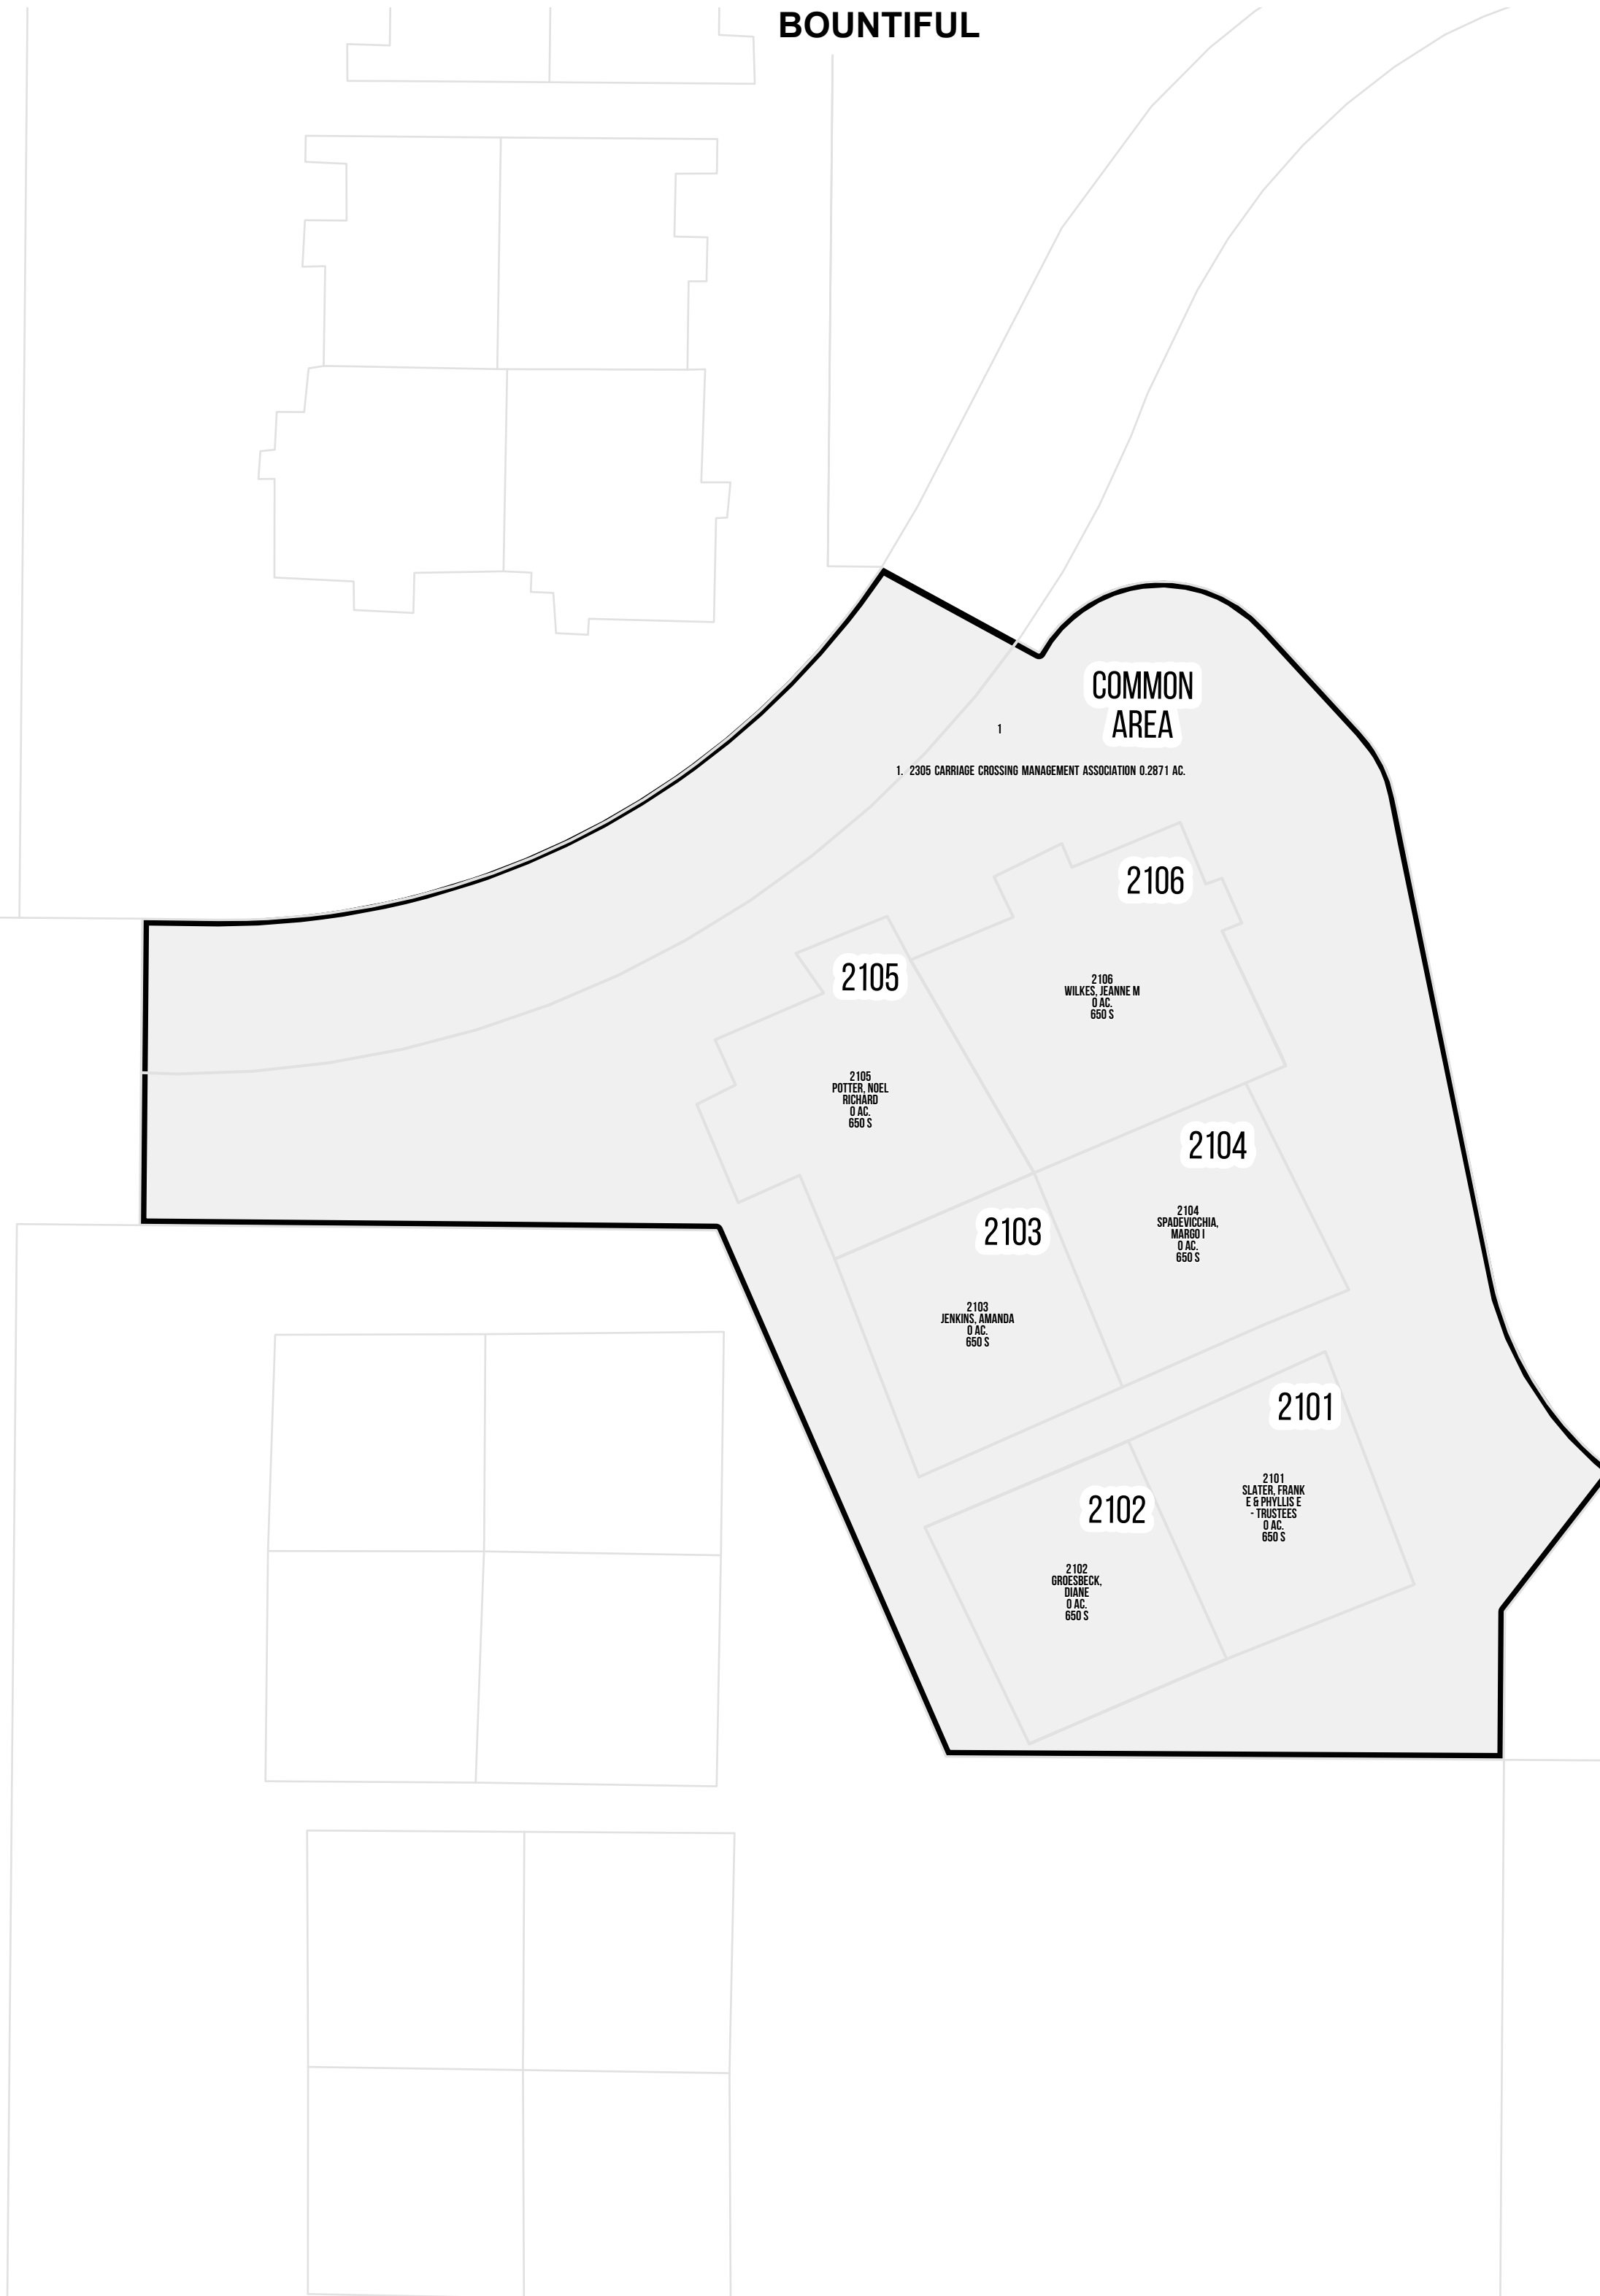 BOUNTIFUL
COMMON
AREA
1
1. 2305 CARRIAGE CROSSING MANAGEMENT ASSOCIATION 0.2871 AC.
2106
2106
WILKES, JEANNE M
0 AC.
650 S
2105
2105
POTTER, NOEL
RICHARD
0 AC.
650 S
2104
2104
SPADEVICCHIA,
MARGO I
0 AC.
650 S
2103
2103
JENKINS, AMANDA
0 AC.
650 S
2101
2101
SLATER, FRANK
E & PHYLLIS E
- TRUSTEES
0 AC.
650 S
2102
2102
GROESBECK,
DIANE
0 AC.
650 S